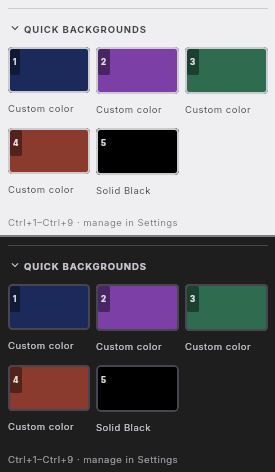 QUICK BACKGROUNDS
1 2 3
Custom color Custom color Custom color
4 5
Custom color Solid Black
Ctrl+1–Ctrl+9 · manage in Settings
QUICK BACKGROUNDS
1 2 3
Custom color Custom color Custom color
4 5
Custom color Solid Black
Ctrl+1–Ctrl+9 · manage in Settings